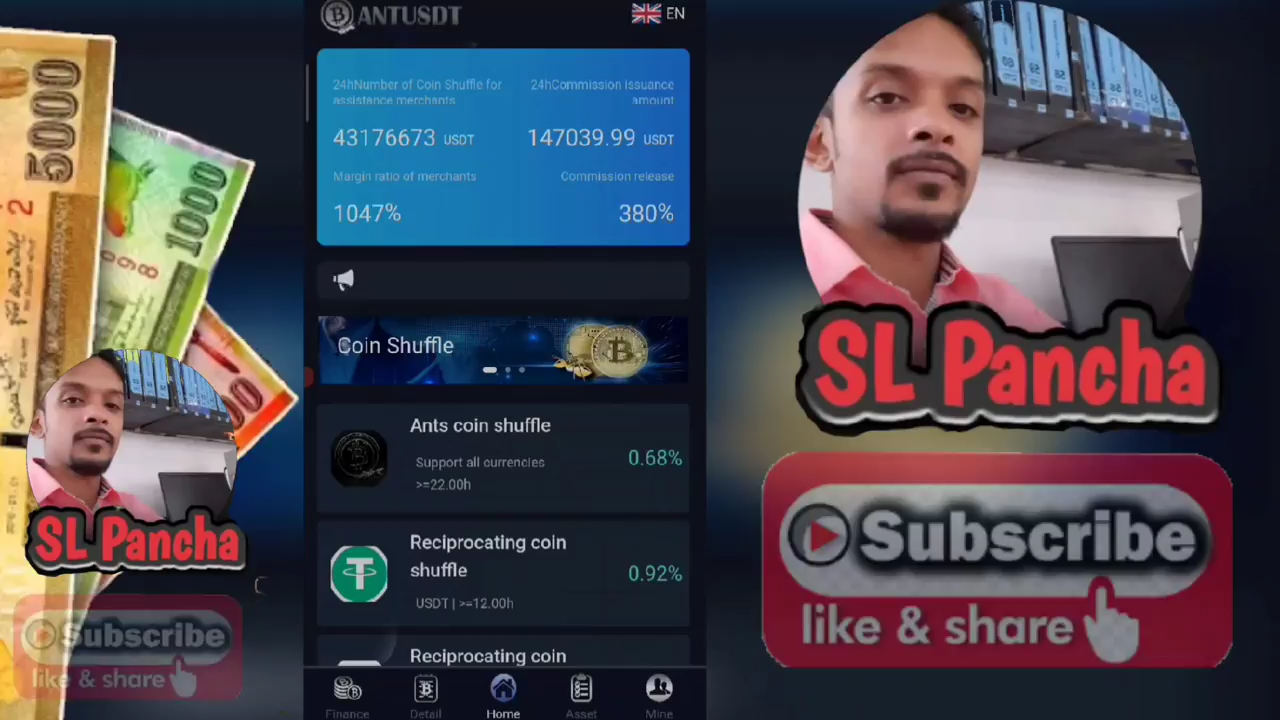 5000
1000
ANTUSDT
EN
24hNumber of Coin Shuffle for
assistance merchants
24hCommission issuance
amount
43176673 USDT
147039.99 USDT
Margin ratio of merchants
Commission release
1047%
380%
Coin Shuffle
Ants coin shuffle
Support all currencies
>=22.00h
0.68%
Reciprocating coin
shuffle
USDT | >=12.00h
0.92%
Reciprocating coin
Finance
Detail
Home
Asset
Mine
SL Pancha
Subscribe
like & share
SL Pancha
Subscribe
like & share